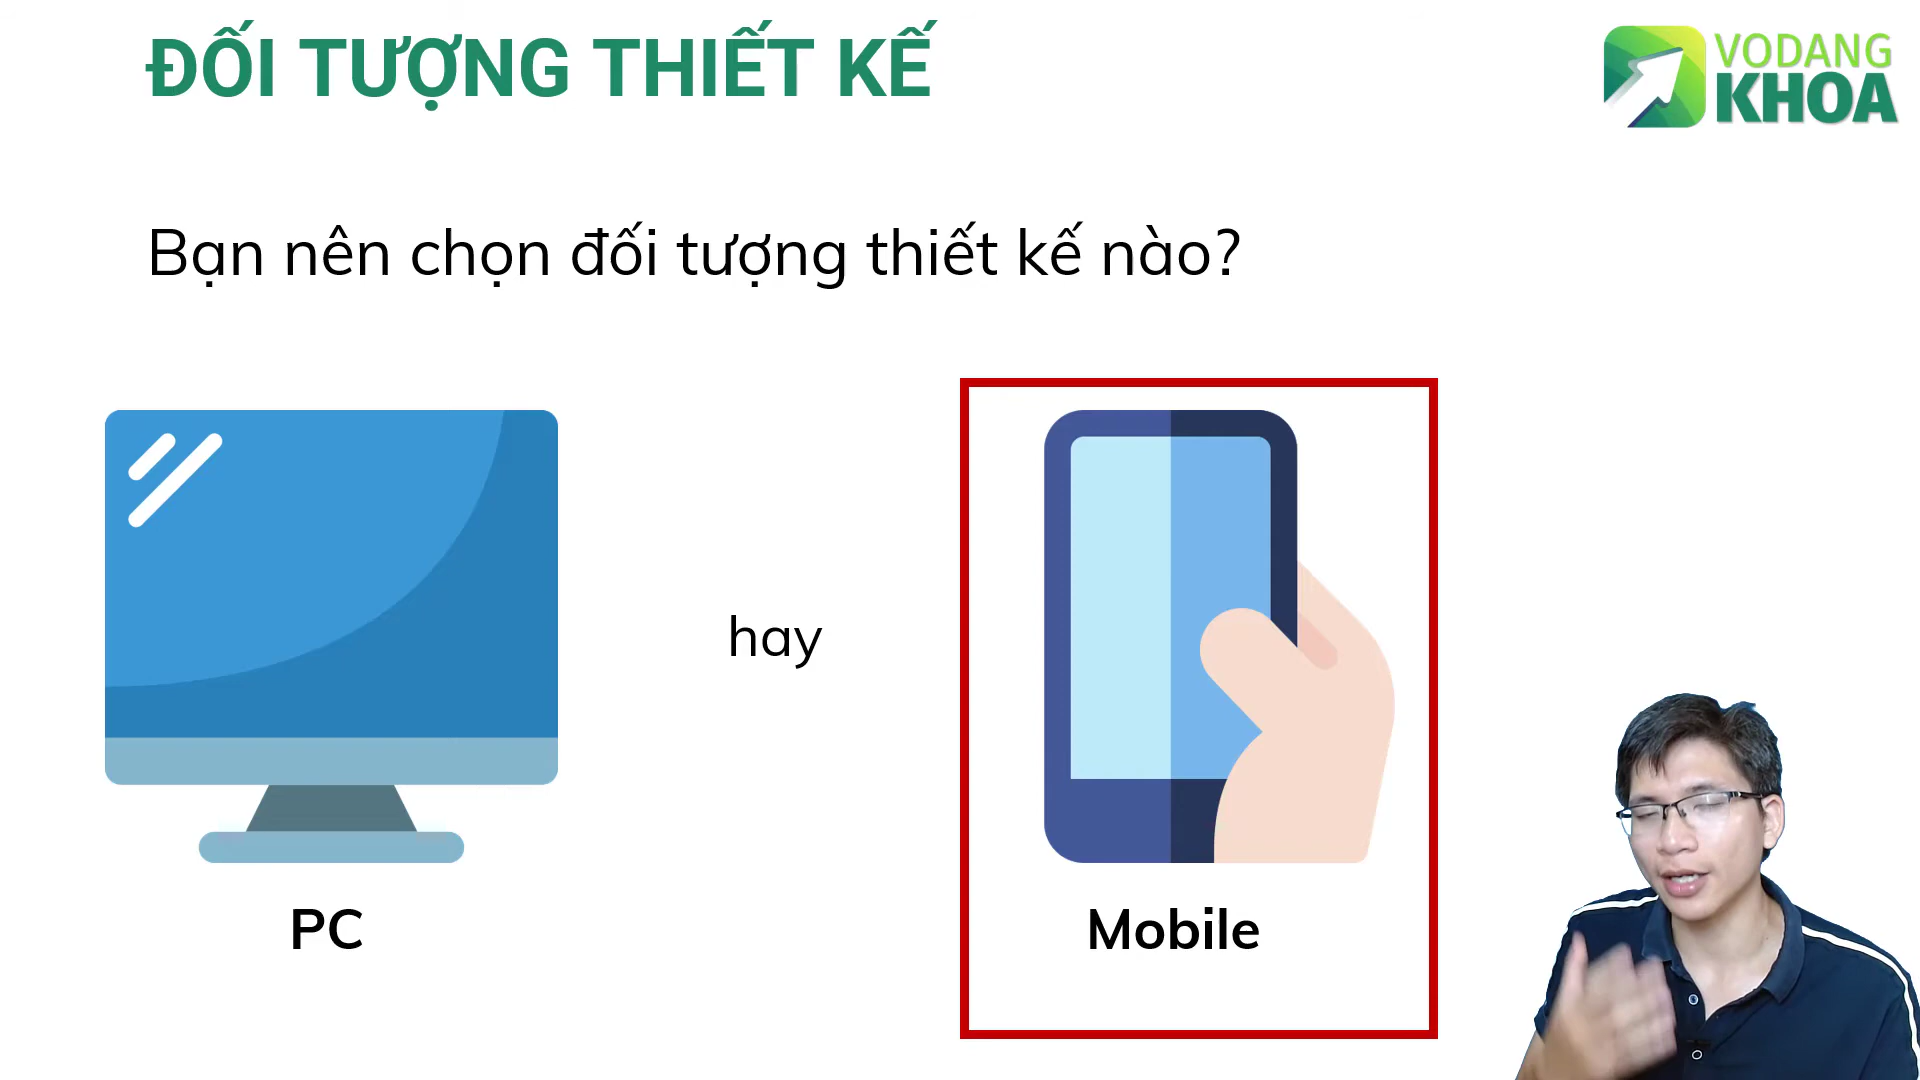 ĐỐI TƯỢNG THIẾT KẾ
VODANG
KHOA
Bạn nên chọn đối tượng thiết kế nào?
hay
PC
Mobile